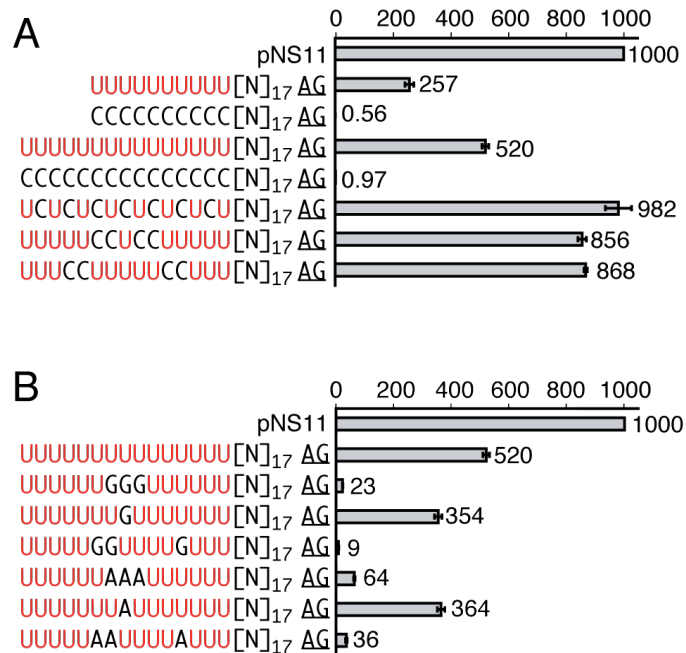 A
0 200 400 600 800 1000
pNS11 1000
UUUUUUUUUU[N]17 AG 257
CCCCCCCCCC[N]17 AG 0.56
UUUUUUUUUUUUUUU[N]17 AG 520
CCCCCCCCCCCCCCC[N]17 AG 0.97
UCUCUCUCUCUCUCU[N]17 AG 982
UUUUUCCUCCUUUUU[N]17 AG 856
UUUCCUUUUUCCUUU[N]17 AG 868
B
0 200 400 600 800 1000
pNS11 1000
UUUUUUUUUUUUUUU[N]17 AG 520
UUUUUUGGGUUUUUU[N]17 AG 23
UUUUUUUGUUUUUUU[N]17 AG 354
UUUUUGGUUUUGUUU[N]17 AG 9
UUUUUUAAAUUUUUU[N]17 AG 64
UUUUUUUAUUUUUUU[N]17 AG 364
UUUUUAAUUUUAUUU[N]17 AG 36